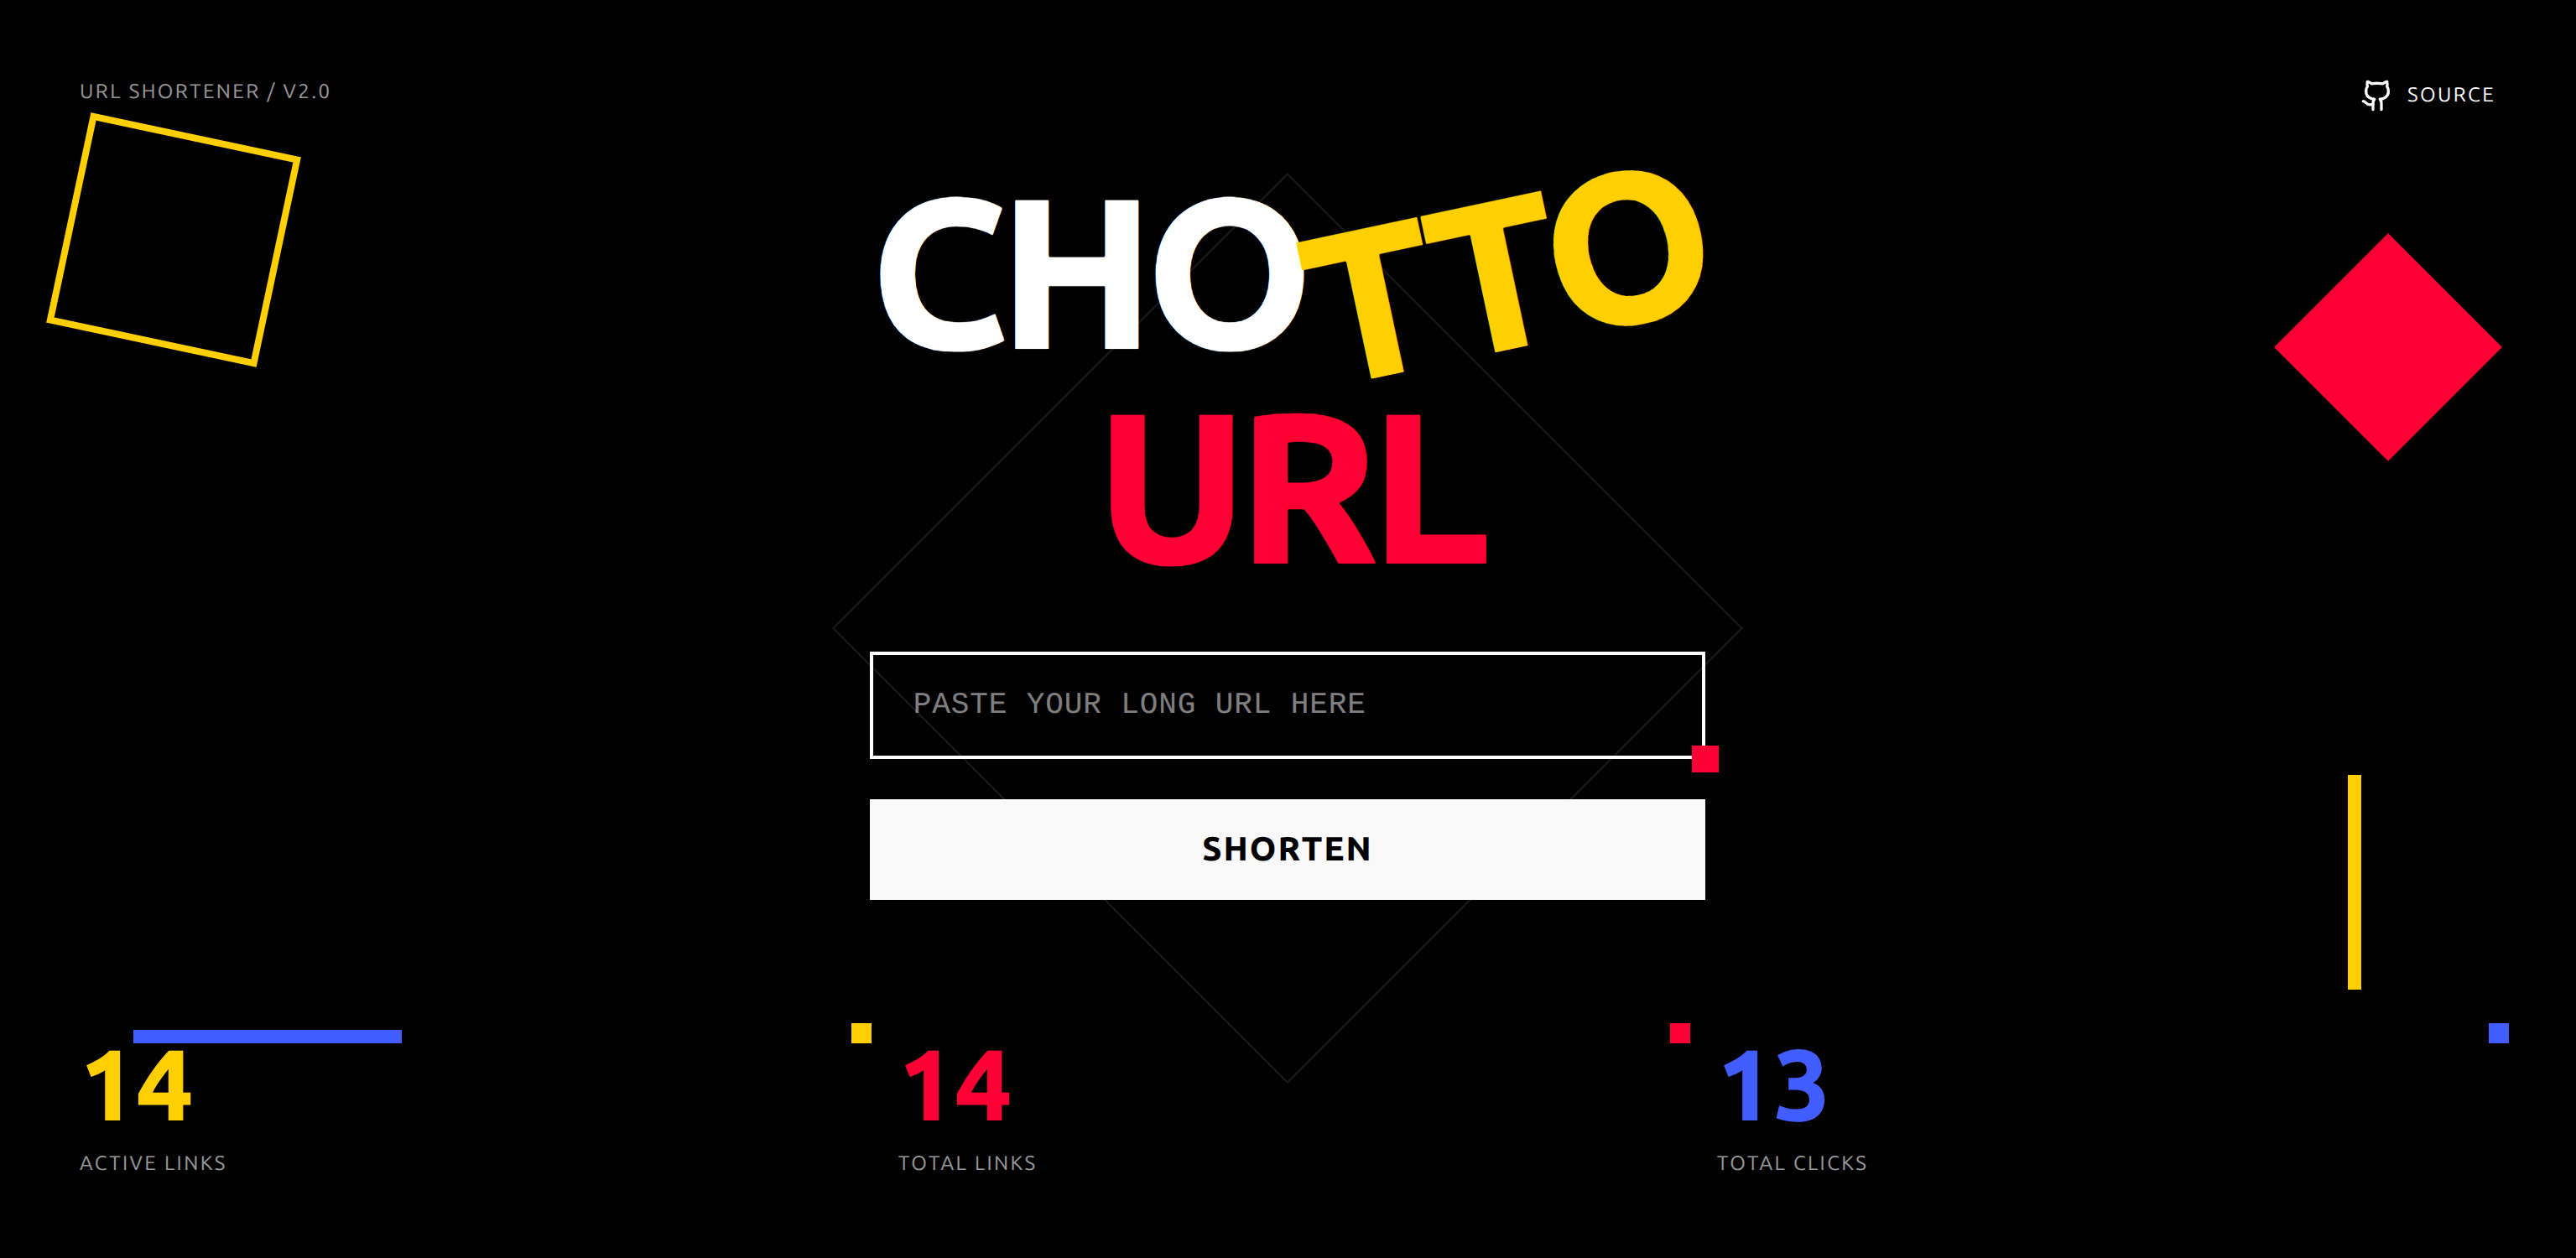 URL SHORTENER / V2.0
SOURCE
CHOTTO
URL
PASTE YOUR LONG URL HERE
SHORTEN
14
ACTIVE LINKS
14
TOTAL LINKS
13
TOTAL CLICKS